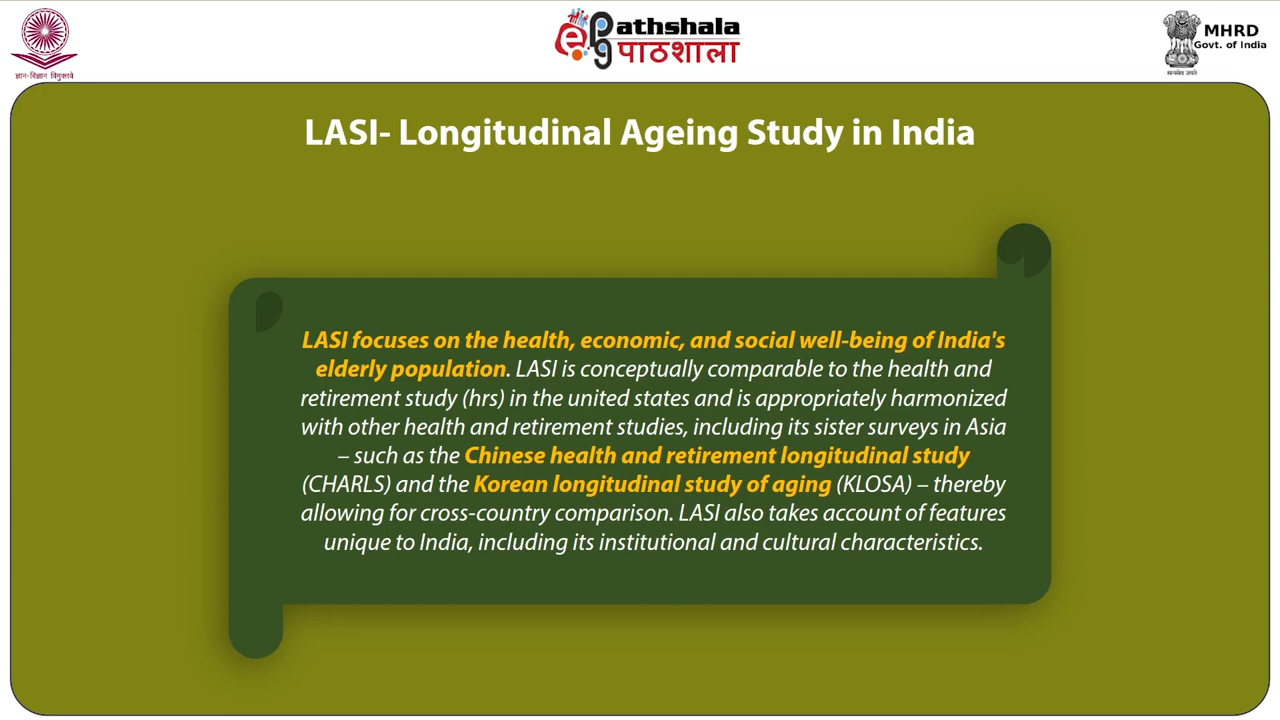 ज्ञान-विज्ञान विमुक्तये
e
Pathshala
पाठशाला
सत्यमेव जयते
MHRD
Govt. of India
LASI- Longitudinal Ageing Study in India
LASI focuses on the health, economic, and social well-being of India's
elderly population. LASI is conceptually comparable to the health and
retirement study (hrs) in the united states and is appropriately harmonized
with other health and retirement studies, including its sister surveys in Asia
– such as the Chinese health and retirement longitudinal study
(CHARLS) and the Korean longitudinal study of aging (KLOSA) – thereby
allowing for cross-country comparison. LASI also takes account of features
unique to India, including its institutional and cultural characteristics.